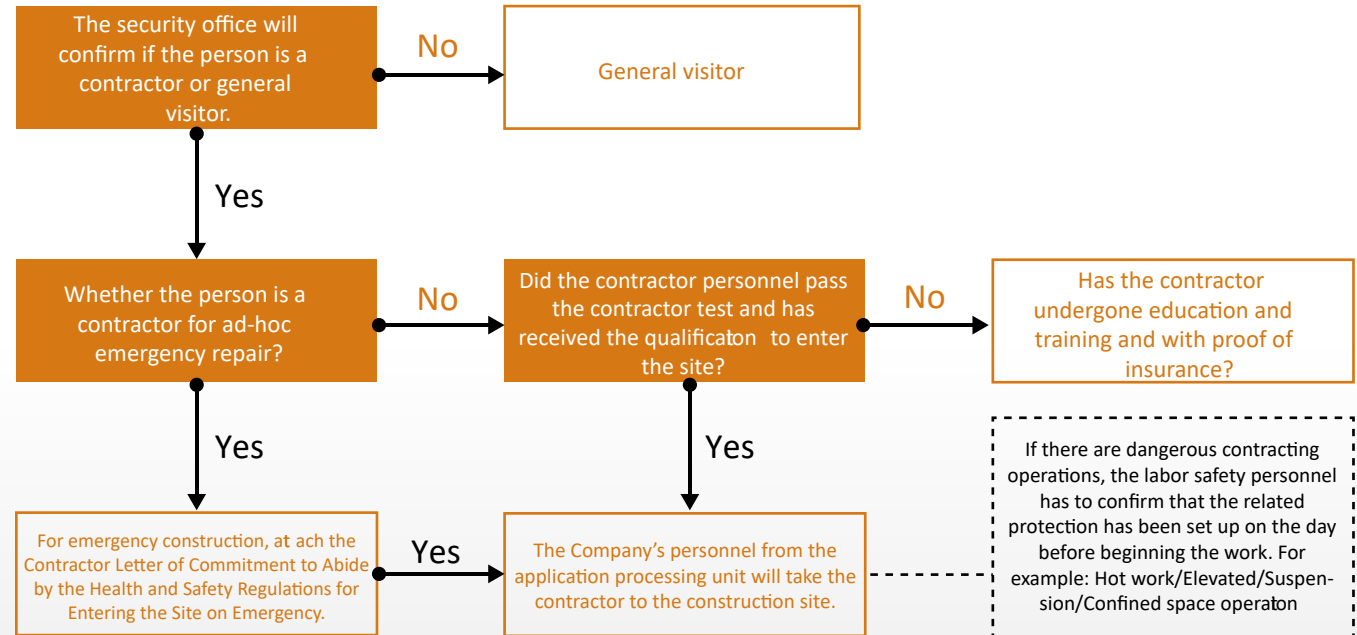 The security office will
confirm if the person is a
contractor or general
visitor.
No
General visitor
Yes
Whether the person is a
contractor for ad-hoc
emergency repair?
No
Did the contractor personnel pass
the contractor test and has
received the qualificaton to enter
the site?
No
Has the contractor
undergone education and
training and with proof of
insurance?
Yes
Yes
For emergency construction, at ach the
Contractor Letter of Commitment to Abide
by the Health and Safety Regulations for
Entering the Site on Emergency.
Yes
The Company's personnel from the
application processing unit will take the
contractor to the construction site.
If there are dangerous contracting
operations, the labor safety personnel
has to confirm that the related
protection has been set up on the day
before beginning the work. For
example: Hot work/Elevated/Suspen-
sion/Confined space operaton